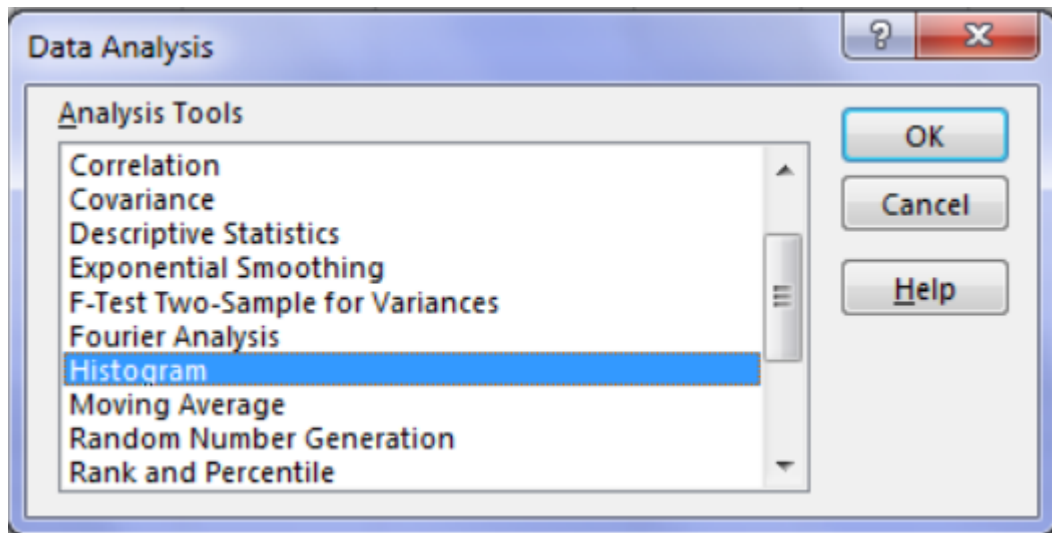 Data Analysis
?
Analysis Tools
Correlation
Covariance
Descriptive Statistics
Exponential Smoothing
F-Test Two-Sample for Variances
Fourier Analysis
Histogram
Moving Average
Random Number Generation
Rank and Percentile
OK
Cancel
Help